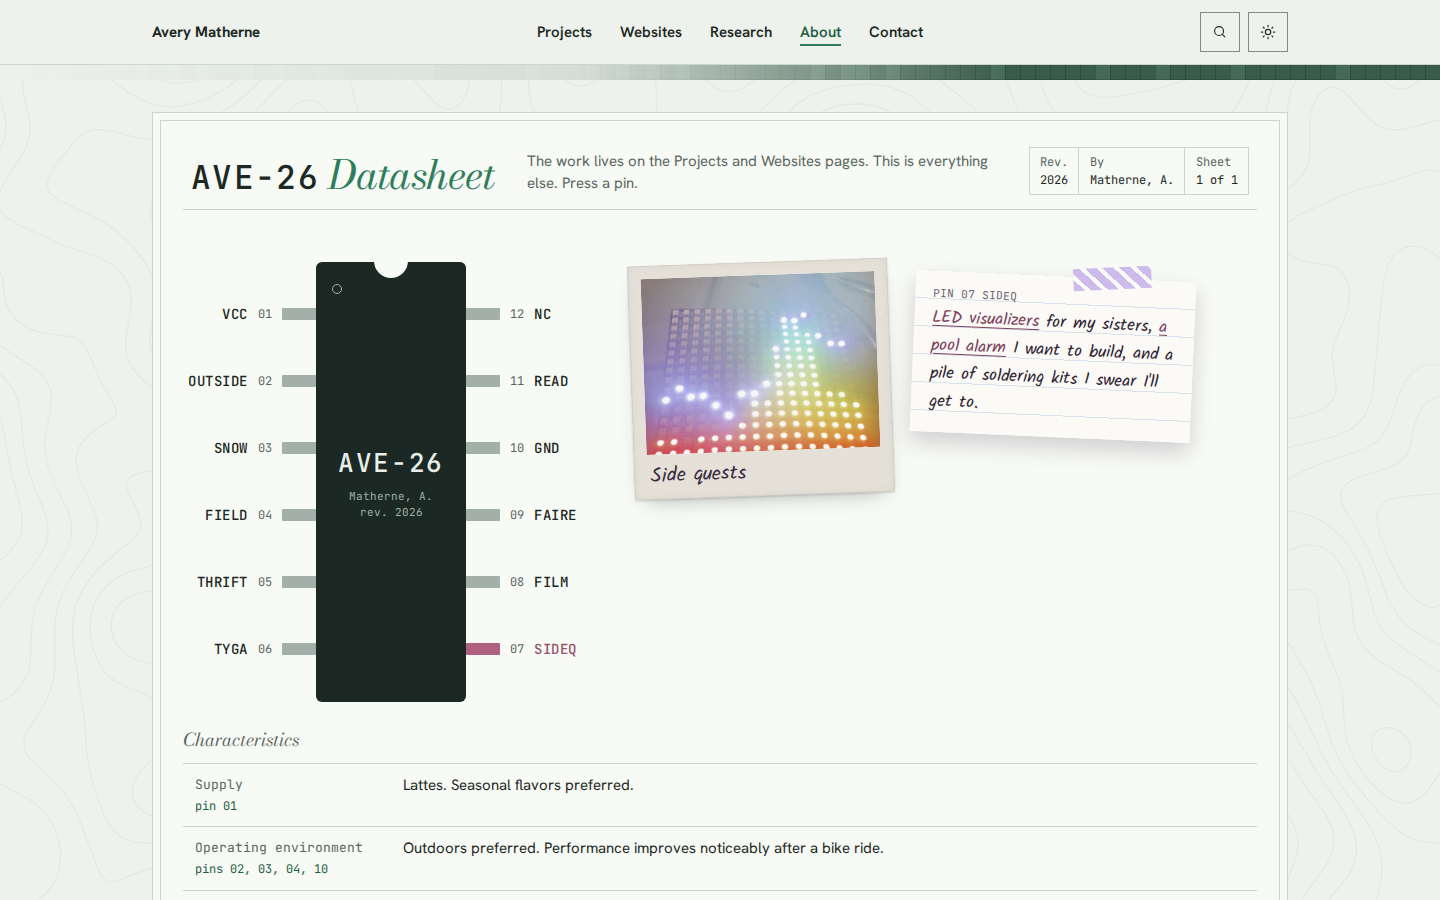 Avery Matherne
Projects
Websites
Research
About
Contact
AVE-26 Datasheet
The work lives on the Projects and Websites pages. This is everything
else. Press a pin.
Rev.
2026
By
Matherne, A.
Sheet
1 of 1
VCC 01
OUTSIDE 02
SNOW 03
FIELD 04
THRIFT 05
TYGA 06
AVE-26
Matherne, A.
rev. 2026
12 NC
11 READ
10 GND
09 FAIRE
08 FILM
07 SIDEQ
Side quests
PIN 07 SIDEQ
LED visualizers for my sisters, a
pool alarm I want to build, and a
pile of soldering kits I swear I'll
get to.
Characteristics
Supply
pin 01
Lattes. Seasonal flavors preferred.
Operating environment
pins 02, 03, 04, 10
Outdoors preferred. Performance improves noticeably after a bike ride.